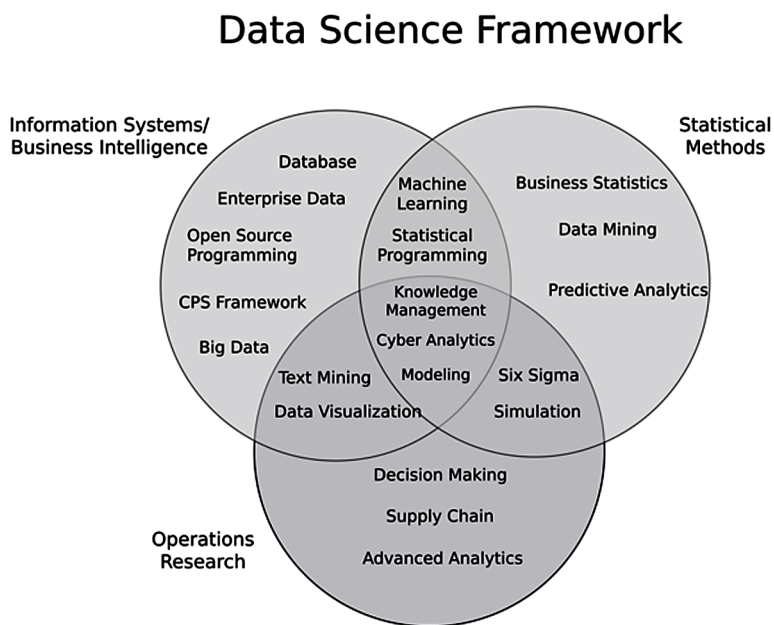 Data Science Framework
Information Systems/
Business Intelligence
Statistical
Methods
Database
Enterprise Data
Open Source
Programming
CPS Framework
Big Data
Machine
Learning
Statistical
Programming
Business Statistics
Data Mining
Predictive Analytics
Knowledge
Management
Cyber Analytics
Modeling
Text Mining
Data Visualization
Six Sigma
Simulation
Decision Making
Supply Chain
Advanced Analytics
Operations
Research